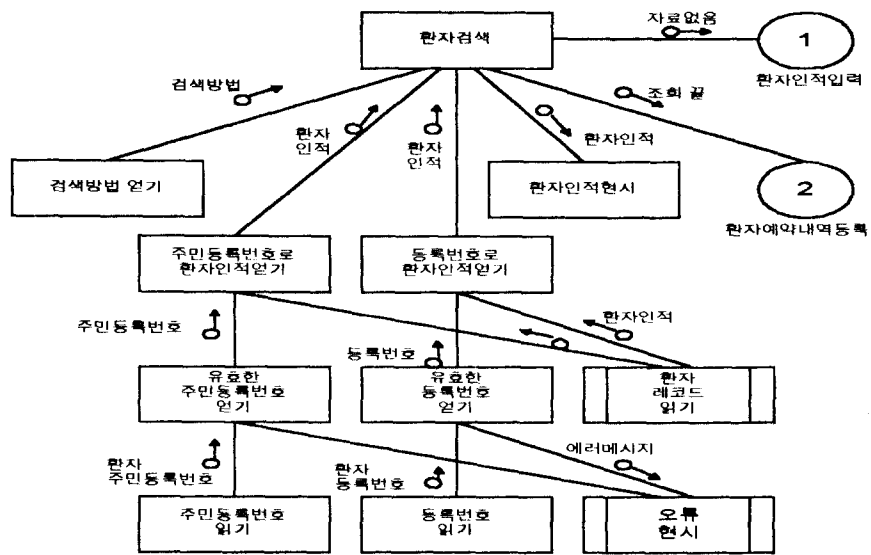 자료없음
환자검색
1
환자인적입력
검색방법
조회 끝
환자
인적
환자
인적
환자인적
검색방법 얻기
환자인적현시
2
환자예약내역등록
주민등록번호로
환자인적얻기
등록번호로
환자인적얻기
주민등록번호
등록번호
환자인적
유효한
주민등록번호
얻기
유효한
등록번호
얻기
환자
레코드
읽기
에러메시지
환자
주민등록번호
환자
등록번호
주민등록번호
읽기
등록번호
읽기
오류
현시